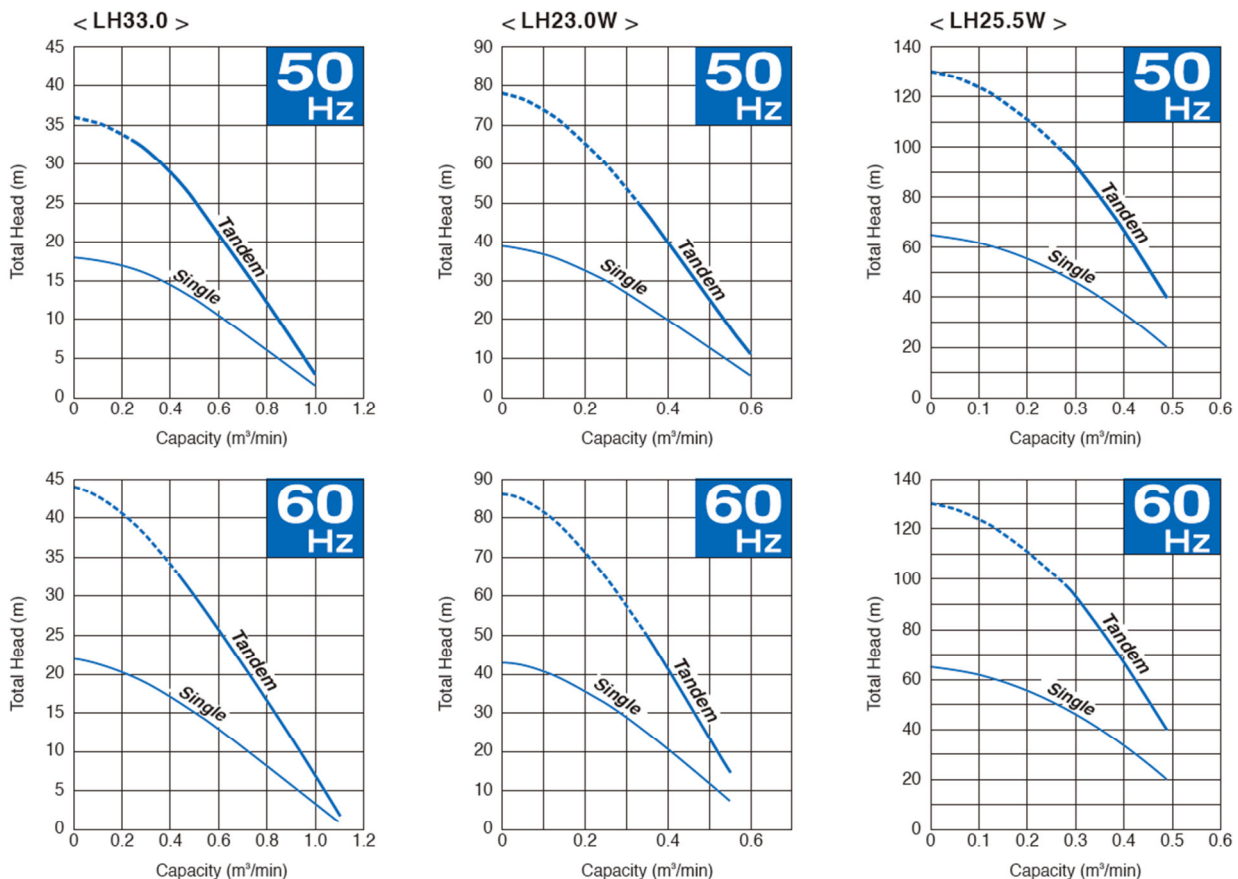 < LH33.0 >
45
40
35
30
25
20
15
10
5
0
0
0.2
0.4
0.6
0.8
1.0
1.2
Total Head (m)
Capacity (m³/min)
50
Hz
Tandem
Single
< LH23.0W >
90
80
70
60
50
40
30
20
10
0
0
0.2
0.4
0.6
Total Head (m)
Capacity (m³/min)
50
Hz
Tandem
Single
< LH25.5W >
140
120
100
80
60
40
20
0
0
0.1
0.2
0.3
0.4
0.5
0.6
Total Head (m)
Capacity (m³/min)
50
Hz
Tandem
Single
45
40
35
30
25
20
15
10
5
0
0
0.2
0.4
0.6
0.8
1.0
1.2
Total Head (m)
Capacity (m³/min)
60
Hz
Tandem
Single
90
80
70
60
50
40
30
20
10
0
0
0.2
0.4
0.6
Total Head (m)
Capacity (m³/min)
60
Hz
Tandem
Single
140
120
100
80
60
40
20
0
0
0.1
0.2
0.3
0.4
0.5
0.6
Total Head (m)
Capacity (m³/min)
60
Hz
Tandem
Single